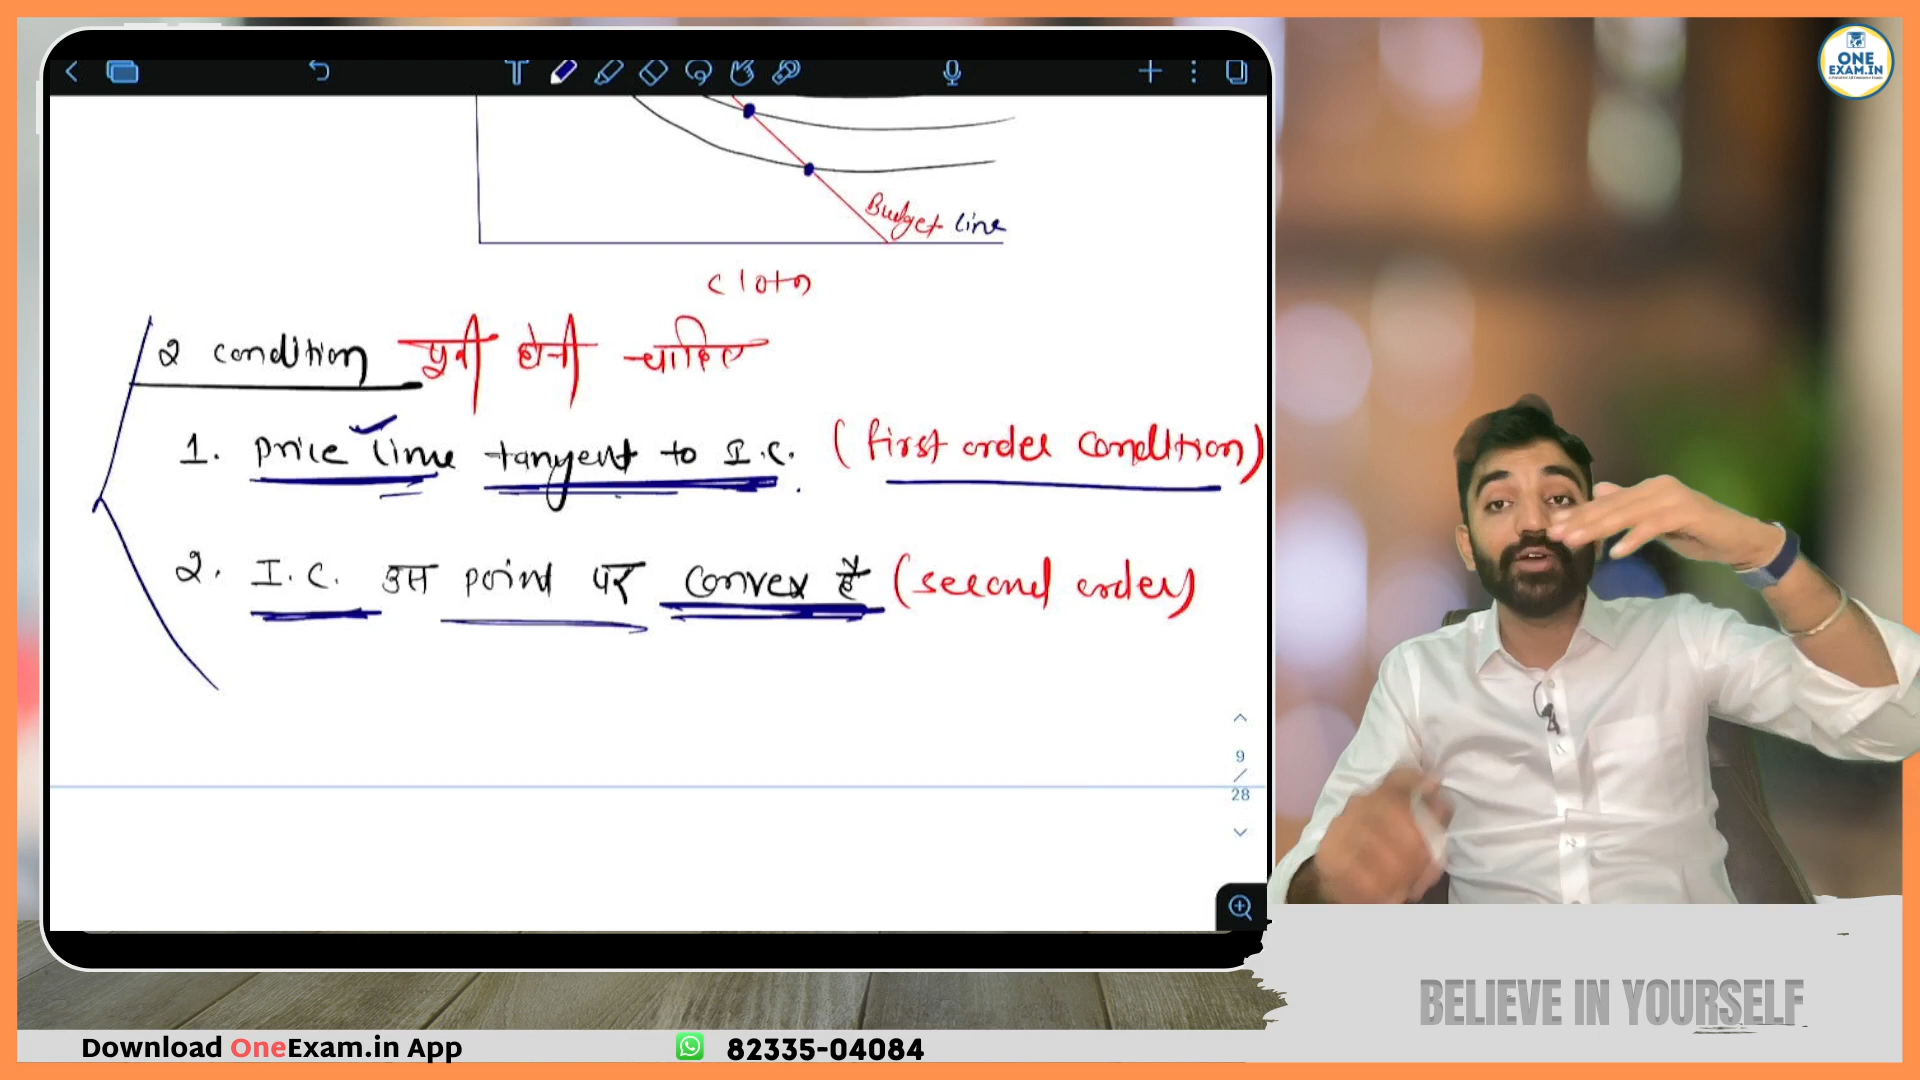 ONE
EXAM.IN
Budget line
cloth
2 condition पूरी होनी चाहिए
1. price line tangent to I.C. (first order condition)
2. I.C. उस point पर convex है (second order)
9
/
28
BELIEVE IN YOURSELF
Download OneExam.in App
82335-04084